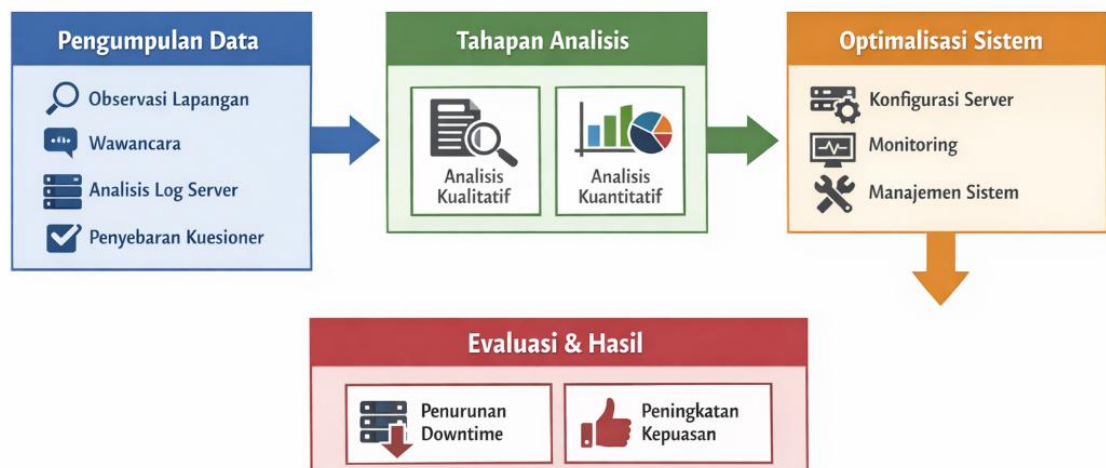 Pengumpulan Data
Observasi Lapangan
Wawancara
Analisis Log Server
Penyebaran Kuesioner
Tahapan Analisis
Analisis
Kualitatif
Analisis
Kuantitatif
Optimalisasi Sistem
Konfigurasi Server
Monitoring
Manajemen Sistem
Evaluasi & Hasil
Penurunan
Downtime
Peningkatan
Kepuasan